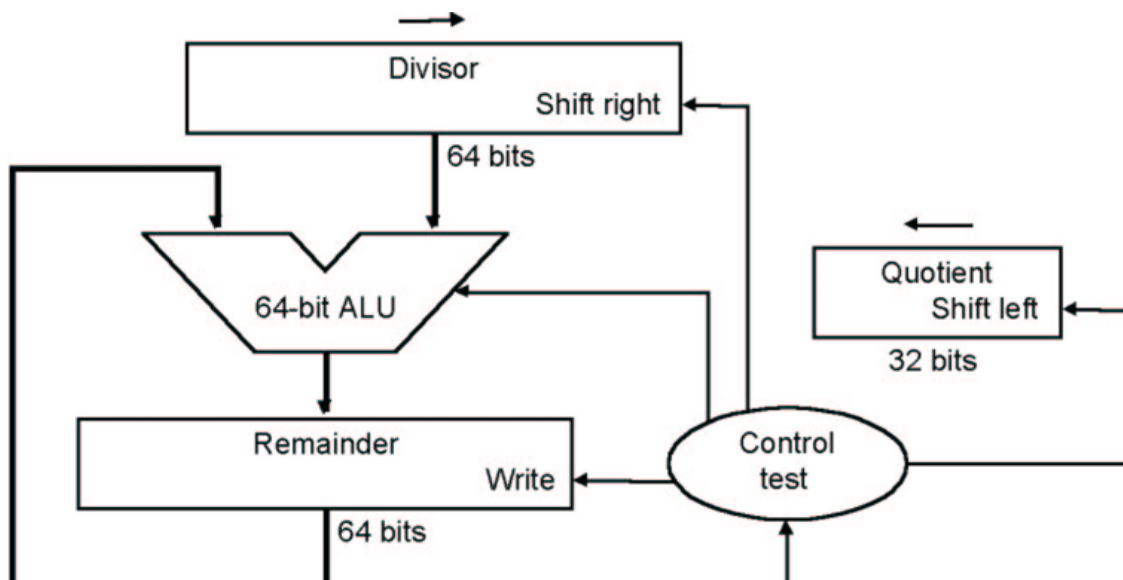 Divisor
Shift right
64 bits
64-bit ALU
Quotient
Shift left
32 bits
Remainder
Write
64 bits
Control
test